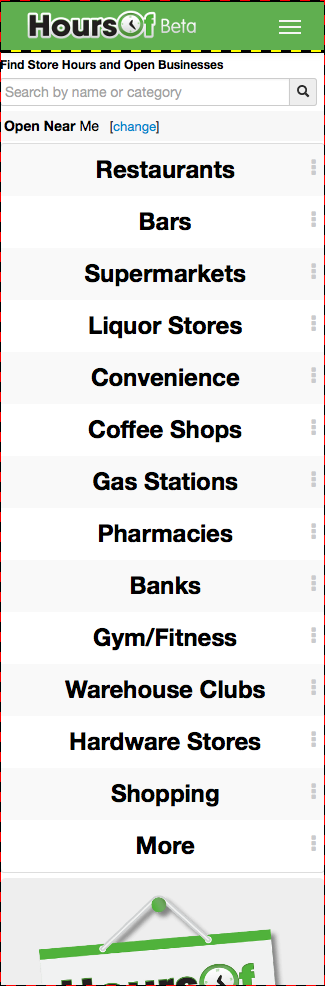 HoursOf Beta
Find Store Hours and Open Businesses
Search by name or category
Open Near Me [change]
Restaurants
Bars
Supermarkets
Liquor Stores
Convenience
Coffee Shops
Gas Stations
Pharmacies
Banks
Gym/Fitness
Warehouse Clubs
Hardware Stores
Shopping
More
HoursOf